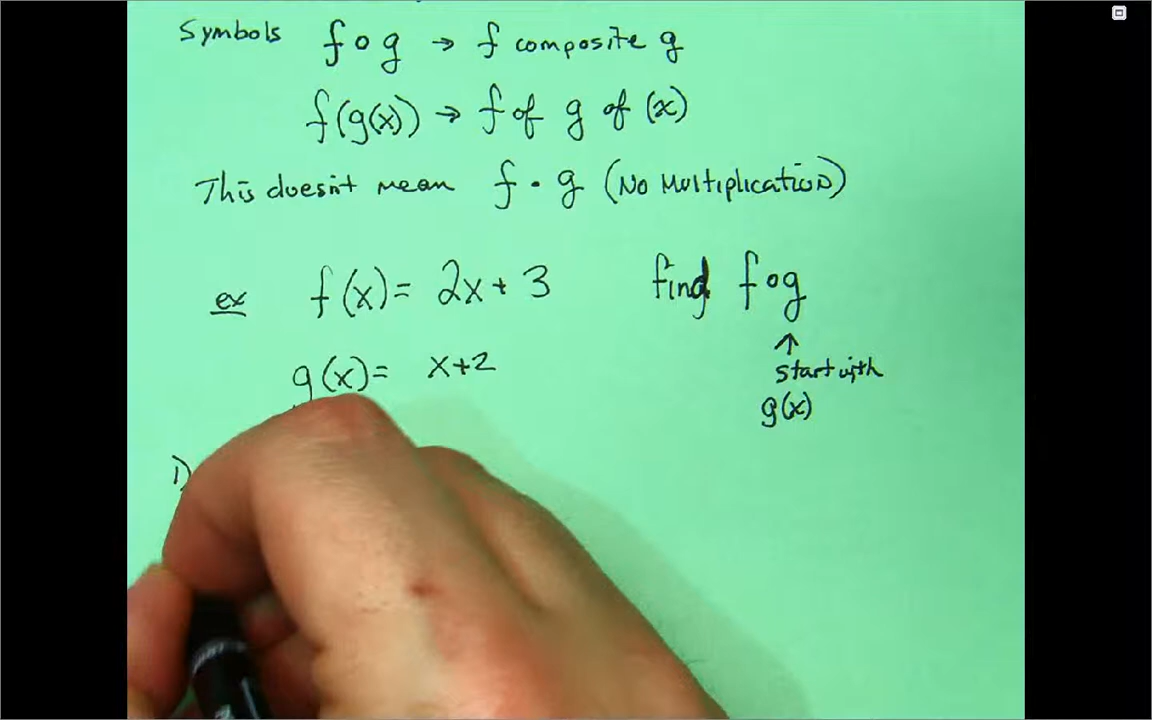 Symbols f∘g → f composite g
f(g(x)) → f of g of (x)
This doesn't mean f · g (No Multiplication)
ex f(x)= 2x+3 find f∘g
↑
g(x)= x+2 start with
g(x)
1)